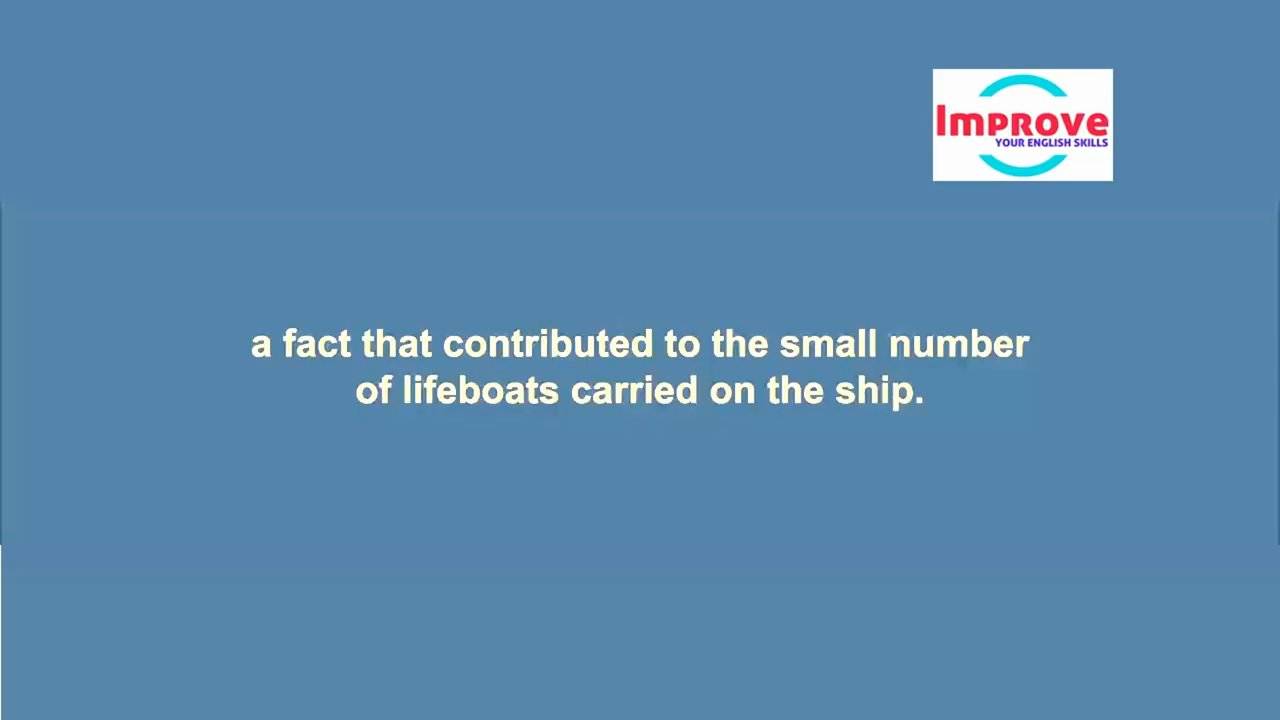 Improve
YOUR ENGLISH SKILLS
a fact that contributed to the small number
of lifeboats carried on the ship.